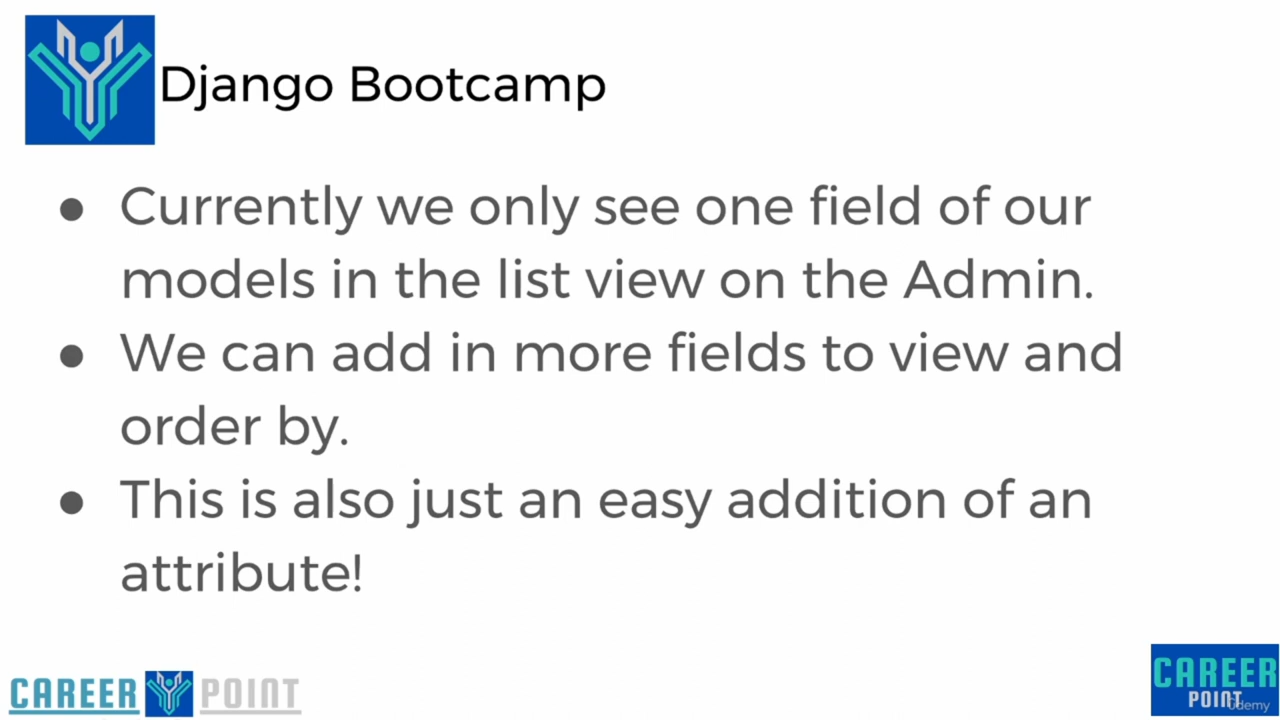 Django Bootcamp
● Currently we only see one field of our
models in the list view on the Admin.
● We can add in more fields to view and
order by.
● This is also just an easy addition of an
attribute!
CAREER POINT
CAREER
POINT
udemy